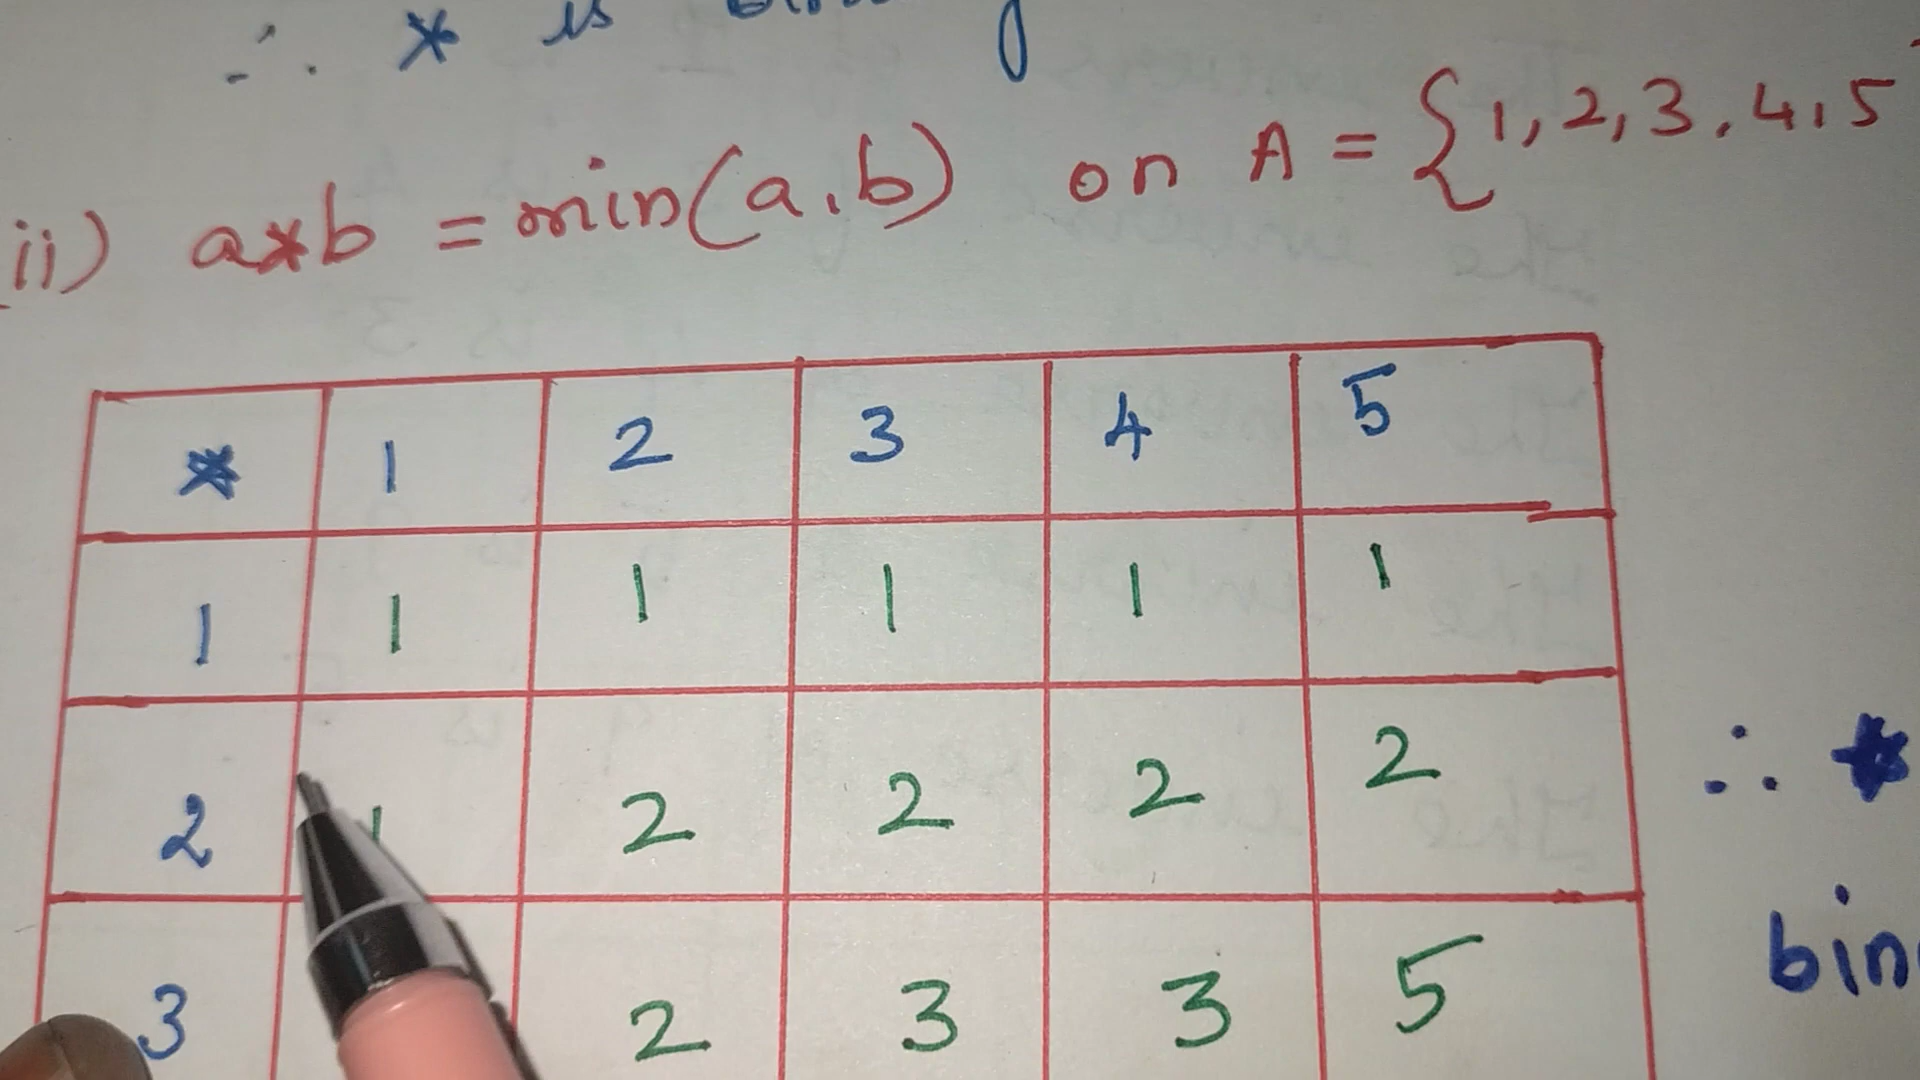 ∴ * is
ii) a*b = min(a,b) on A = {1,2,3,4,5
* 1 2 3 4 5
1 1 1 1 1 1
2 1 2 2 2 2
∴ *
bin
3 2 3 3 5